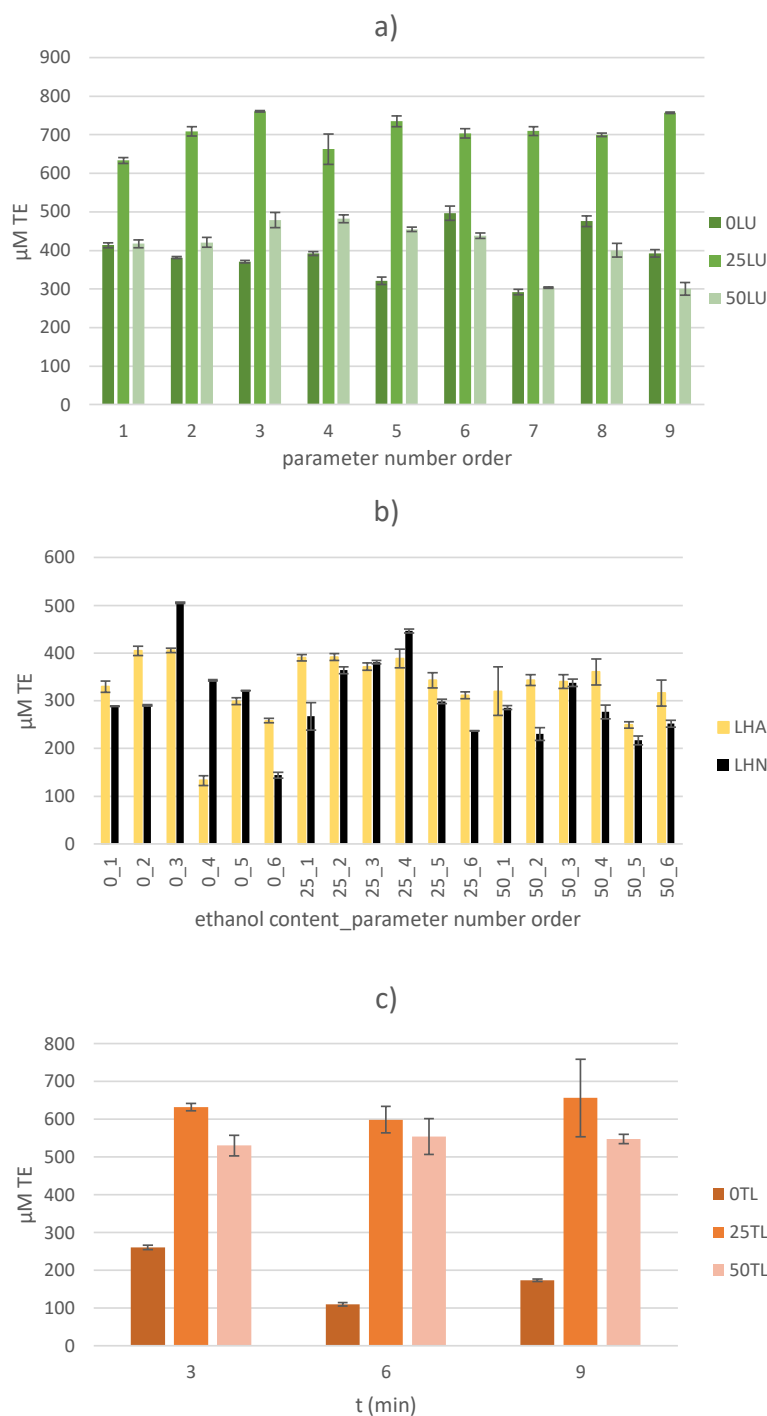 a)
900
800
700
600
500
400
300
200
100
0
µM TE
1 2 3 4 5 6 7 8 9
parameter number order
0LU
25LU
50LU
b)
600
500
400
300
200
100
0
µM TE
0_1 0_2 0_3 0_4 0_5 0_6 25_1 25_2 25_3 25_4 25_5 25_6 50_1 50_2 50_3 50_4 50_5 50_6
ethanol content_parameter number order
LHA
LHN
c)
800
700
600
500
400
300
200
100
0
µM TE
3 6 9
t (min)
0TL
25TL
50TL